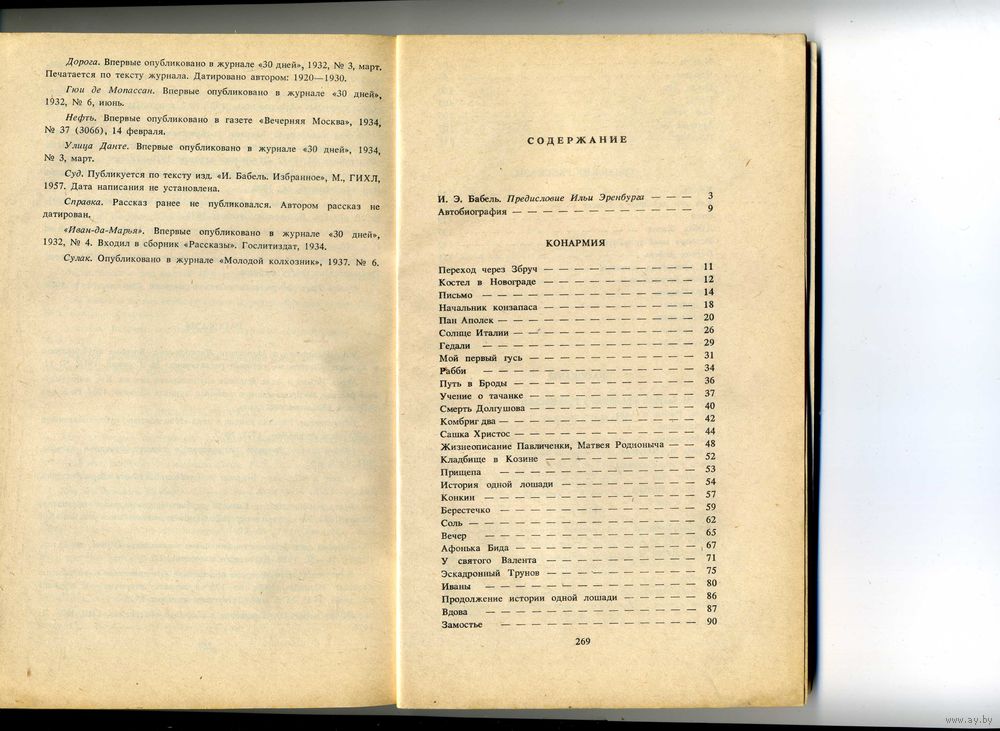 Дорога. Впервые опубликовано в журнале «30 дней», 1932, № 3, март.
Печатается по тексту журнала. Датировано автором: 1920—1930.
Гюи де Мопассан. Впервые опубликовано в журнале «30 дней»,
1932, № 6, июнь.
Нефть. Впервые опубликовано в газете «Вечерняя Москва», 1934,
№ 37 (3066), 14 февраля.
Улица Данте. Впервые опубликовано в журнале «30 дней», 1934,
№ 3, март.
Суд. Публикуется по тексту изд. «И. Бабель. Избранное», М., ГИХЛ,
1957. Дата написания не установлена.
Справка. Рассказ ранее не публиковался. Автором рассказ не
датирован.
«Иван-да-Марья». Впервые опубликовано в журнале «30 дней»,
1932, № 4. Входил в сборник «Рассказы». Гослитиздат, 1934.
Сулак. Опубликовано в журнале «Молодой колхозник», 1937. № 6.
СОДЕРЖАНИЕ
И. Э. Бабель. Предисловие Ильи Эренбурга — — — 3
Автобиография — — — — — — — — — 9
КОНАРМИЯ
Переход через Збруч — — — — — — — — 11
Костел в Новограде — — — — — — — — 12
Письмо — — — — — — — — — — 14
Начальник конзапаса — — — — — — — — 18
Пан Аполек — — — — — — — — — — 20
Солнце Италии — — — — — — — — — 26
Гедали — — — — — — — — — — 29
Мой первый гусь — — — — — — — — 31
Рабби — — — — — — — — — — 34
Путь в Броды — — — — — — — — — 36
Учение о тачанке — — — — — — — — 37
Смерть Долгушова — — — — — — — — 40
Комбриг два — — — — — — — — — 42
Сашка Христос — — — — — — — — — 44
Жизнеописание Павличенки, Матвея Родионыча — — 48
Кладбище в Козине — — — — — — — — 52
Прищепа — — — — — — — — — 53
История одной лошади — — — — — — — 54
Конкин — — — — — — — — — — 57
Берестечко — — — — — — — — — — 59
Соль — — — — — — — — — — — 62
Вечер — — — — — — — — — — 65
Афонька Бида — — — — — — — — — 67
У святого Валента — — — — — — — — 71
Эскадронный Трунов — — — — — — — — 75
Иваны — — — — — — — — — — 80
Продолжение истории одной лошади — — — — 86
Вдова — — — — — — — — — — 87
Замостье — — — — — — — — — 90
269
www.ay.by